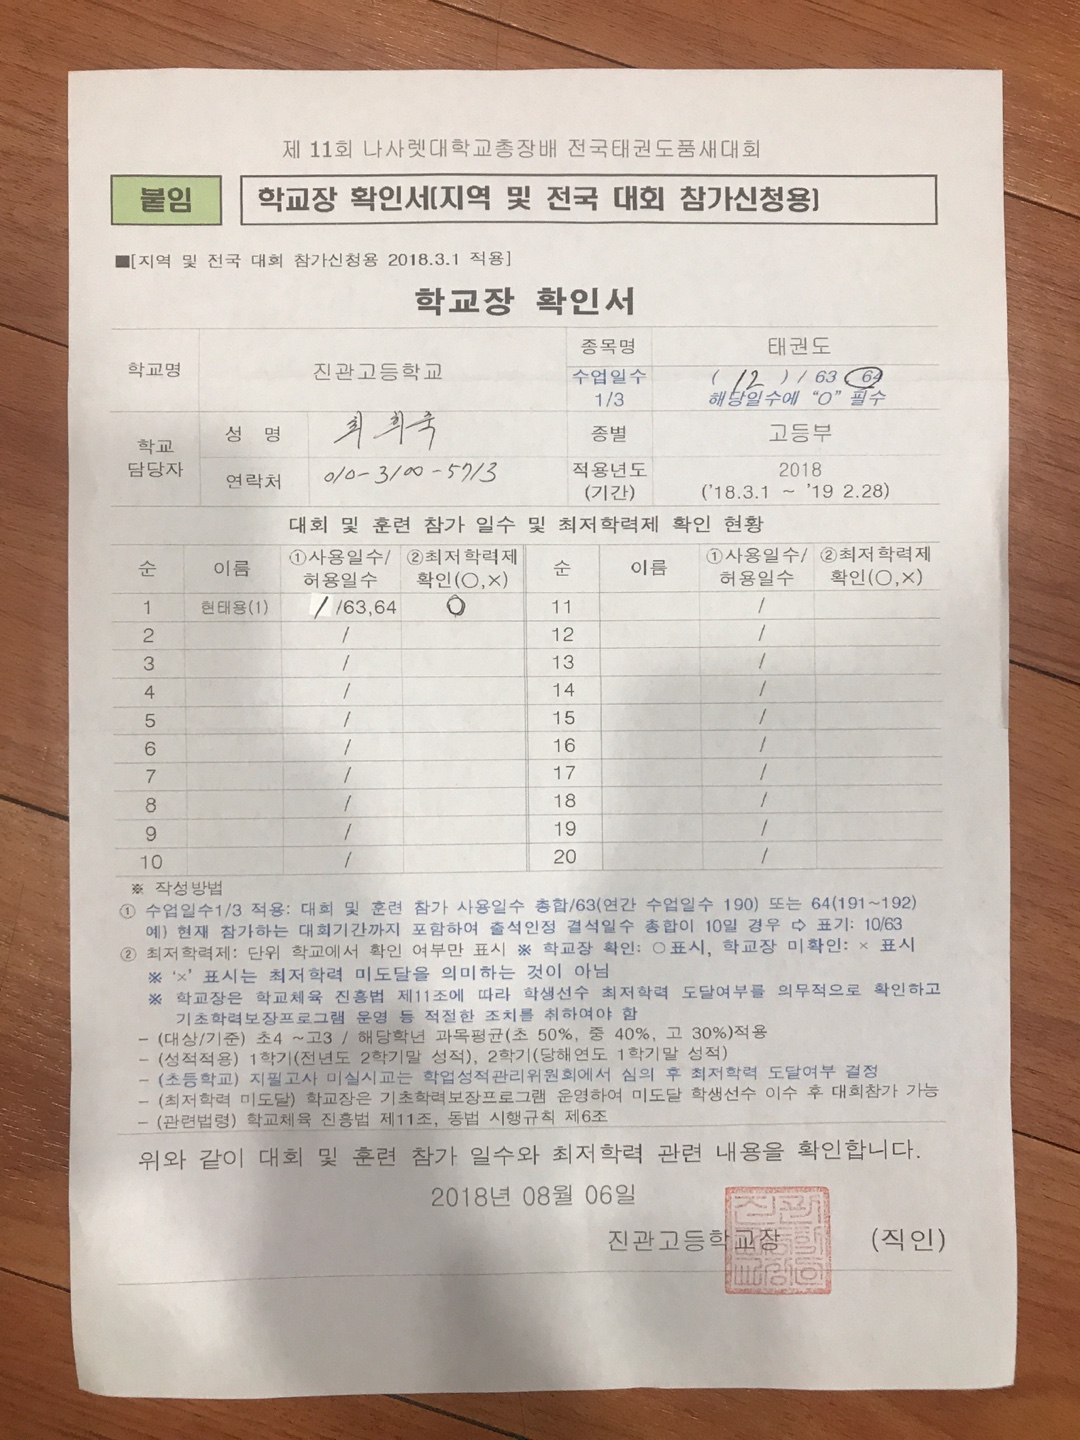 제 11회 나사렛대학교총장배 전국태권도품새대회
붙임 학교장 확인서(지역 및 전국 대회 참가신청용)
■[지역 및 전국 대회 참가신청용 2018.3.1 적용]
학교장 확인서
학교명 진관고등학교 종목명 태권도
수업일수 1/3 ( 12 ) / 63 , 64
해당일수에 “O” 필수
학교 담당자 성 명 최희축 종별 고등부
연락처 010-3100-5713 적용년도 (기간) 2018
('18.3.1 ~ '19 2.28)
대회 및 훈련 참가 일수 및 최저학력제 확인 현황
순 이름 ①사용일수/허용일수 ②최저학력제 확인(○,×) 순 이름 ①사용일수/허용일수 ②최저학력제 확인(○,×)
1 현태용(1) / /63,64 O 11 /
2 / 12 /
3 / 13 /
4 / 14 /
5 / 15 /
6 / 16 /
7 / 17 /
8 / 18 /
9 / 19 /
10 / 20 /
※ 작성방법
① 수업일수1/3 적용: 대회 및 훈련 참가 사용일수 총합/63(연간 수업일수 190) 또는 64(191~192)
예) 현재 참가하는 대회기간까지 포함하여 출석인정 결석일수 총합이 10일 경우 ⇨ 표기: 10/63
② 최저학력제: 단위 학교에서 확인 여부만 표시 ※ 학교장 확인: ○표시, 학교장 미확인: × 표시
※ ‘×’ 표시는 최저학력 미도달을 의미하는 것이 아님
※ 학교장은 학교체육 진흥법 제11조에 따라 학생선수 최저학력 도달여부를 의무적으로 확인하고
기초학력보장프로그램 운영 등 적절한 조치를 취하여야 함
- (대상/기준) 초4 ~고3 / 해당학년 과목평균(초 50%, 중 40%, 고 30%)적용
- (성적적용) 1학기(전년도 2학기말 성적), 2학기(당해연도 1학기말 성적)
- (초등학교) 지필고사 미실시교는 학업성적관리위원회에서 심의 후 최저학력 도달여부 결정
- (최저학력 미도달) 학교장은 기초학력보장프로그램 운영하여 미도달 학생선수 이수 후 대회참가 가능
- (관련법령) 학교체육 진흥법 제11조, 동법 시행규칙 제6조
위와 같이 대회 및 훈련 참가 일수와 최저학력 관련 내용을 확인합니다.
2018년 08월 06일
진관고등학교장 (직인)